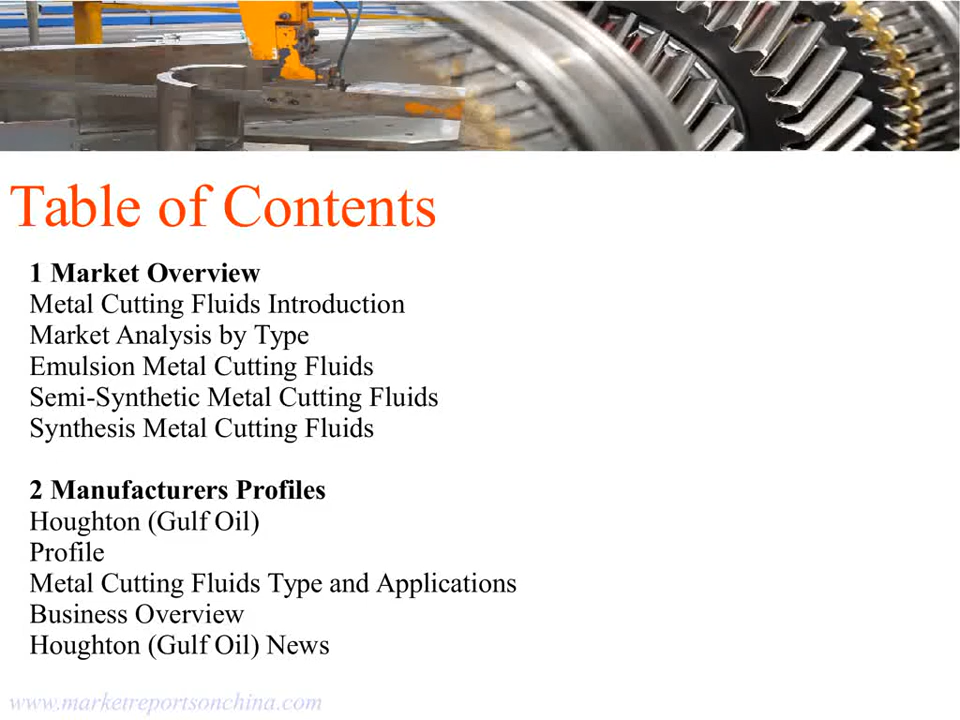 Table of Contents
1 Market Overview
Metal Cutting Fluids Introduction
Market Analysis by Type
Emulsion Metal Cutting Fluids
Semi-Synthetic Metal Cutting Fluids
Synthesis Metal Cutting Fluids
2 Manufacturers Profiles
Houghton (Gulf Oil)
Profile
Metal Cutting Fluids Type and Applications
Business Overview
Houghton (Gulf Oil) News
www.marketreportsonchina.com